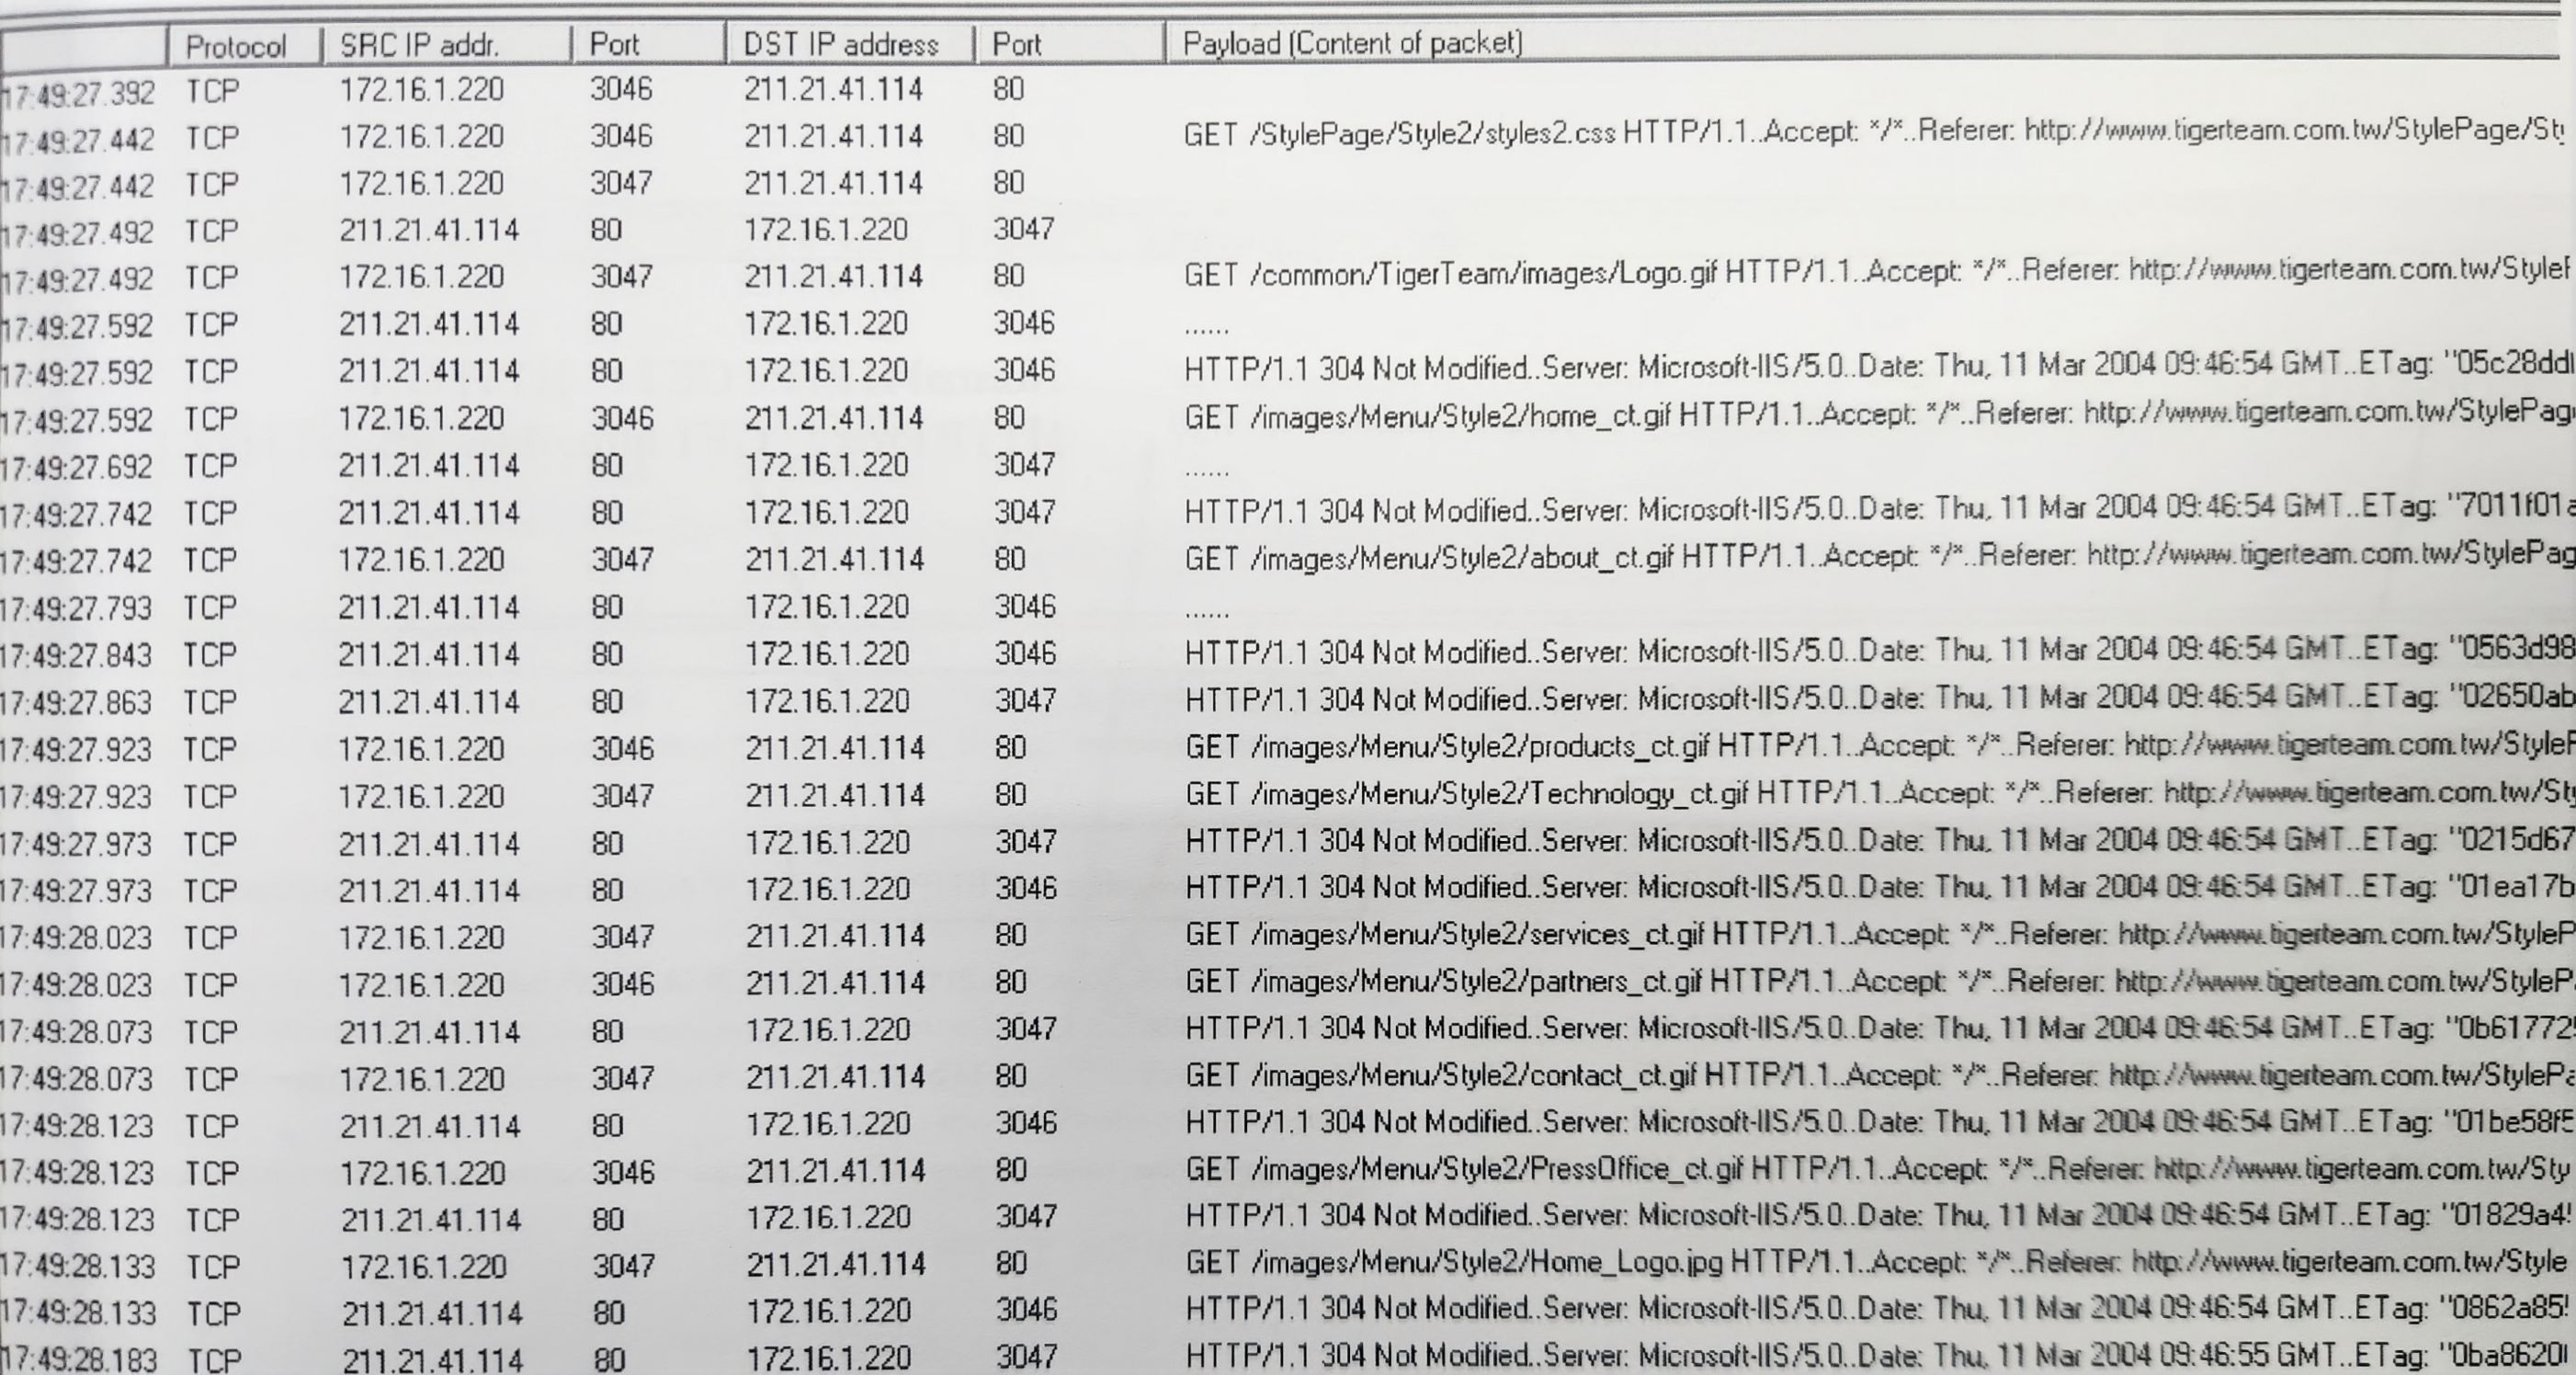 Protocol SRC IP addr. Port DST IP address Port Payload (Content of packet)
17:49:27.392 TCP 172.16.1.220 3046 211.21.41.114 80
17:49:27.442 TCP 172.16.1.220 3046 211.21.41.114 80 GET /StylePage/Style2/styles2.css HTTP/1.1..Accept: */*..Referer: http://www.tigerteam.com.tw/StylePage/Sty
17:49:27.442 TCP 172.16.1.220 3047 211.21.41.114 80
17:49:27.492 TCP 211.21.41.114 80 172.16.1.220 3047
17:49:27.492 TCP 172.16.1.220 3047 211.21.41.114 80 GET /common/TigerTeam/images/Logo.gif HTTP/1.1..Accept: */*..Referer: http://www.tigerteam.com.tw/StyleP
17:49:27.592 TCP 211.21.41.114 80 172.16.1.220 3046 ......
17:49:27.592 TCP 211.21.41.114 80 172.16.1.220 3046 HTTP/1.1 304 Not Modified..Server: Microsoft-IIS/5.0..Date: Thu, 11 Mar 2004 09:46:54 GMT..ETag: "05c28dd
17:49:27.592 TCP 172.16.1.220 3046 211.21.41.114 80 GET /images/Menu/Style2/home_ct.gif HTTP/1.1..Accept: */*..Referer: http://www.tigerteam.com.tw/StylePag
17:49:27.692 TCP 211.21.41.114 80 172.16.1.220 3047 ......
17:49:27.742 TCP 211.21.41.114 80 172.16.1.220 3047 HTTP/1.1 304 Not Modified..Server: Microsoft-IIS/5.0..Date: Thu, 11 Mar 2004 09:46:54 GMT..ETag: "7011f01a
17:49:27.742 TCP 172.16.1.220 3047 211.21.41.114 80 GET /images/Menu/Style2/about_ct.gif HTTP/1.1..Accept: */*..Referer: http://www.tigerteam.com.tw/StylePag
17:49:27.793 TCP 211.21.41.114 80 172.16.1.220 3046 ......
17:49:27.843 TCP 211.21.41.114 80 172.16.1.220 3046 HTTP/1.1 304 Not Modified..Server: Microsoft-IIS/5.0..Date: Thu, 11 Mar 2004 09:46:54 GMT..ETag: "0563d98
17:49:27.863 TCP 211.21.41.114 80 172.16.1.220 3047 HTTP/1.1 304 Not Modified..Server: Microsoft-IIS/5.0..Date: Thu, 11 Mar 2004 09:46:54 GMT..ETag: "02650ab
17:49:27.923 TCP 172.16.1.220 3046 211.21.41.114 80 GET /images/Menu/Style2/products_ct.gif HTTP/1.1..Accept: */*..Referer: http://www.tigerteam.com.tw/StyleP
17:49:27.923 TCP 172.16.1.220 3047 211.21.41.114 80 GET /images/Menu/Style2/Technology_ct.gif HTTP/1.1..Accept: */*..Referer: http://www.tigerteam.com.tw/Sty
17:49:27.973 TCP 211.21.41.114 80 172.16.1.220 3047 HTTP/1.1 304 Not Modified..Server: Microsoft-IIS/5.0..Date: Thu, 11 Mar 2004 09:46:54 GMT..ETag: "0215d67
17:49:27.973 TCP 211.21.41.114 80 172.16.1.220 3046 HTTP/1.1 304 Not Modified..Server: Microsoft-IIS/5.0..Date: Thu, 11 Mar 2004 09:46:54 GMT..ETag: "01ea17b
17:49:28.023 TCP 172.16.1.220 3047 211.21.41.114 80 GET /images/Menu/Style2/services_ct.gif HTTP/1.1..Accept: */*..Referer: http://www.tigerteam.com.tw/StyleP
17:49:28.023 TCP 172.16.1.220 3046 211.21.41.114 80 GET /images/Menu/Style2/partners_ct.gif HTTP/1.1..Accept: */*..Referer: http://www.tigerteam.com.tw/StyleP
17:49:28.073 TCP 211.21.41.114 80 172.16.1.220 3047 HTTP/1.1 304 Not Modified..Server: Microsoft-IIS/5.0..Date: Thu, 11 Mar 2004 09:46:54 GMT..ETag: "0b61772
17:49:28.073 TCP 172.16.1.220 3047 211.21.41.114 80 GET /images/Menu/Style2/contact_ct.gif HTTP/1.1..Accept: */*..Referer: http://www.tigerteam.com.tw/StylePa
17:49:28.123 TCP 211.21.41.114 80 172.16.1.220 3046 HTTP/1.1 304 Not Modified..Server: Microsoft-IIS/5.0..Date: Thu, 11 Mar 2004 09:46:54 GMT..ETag: "01be58f5
17:49:28.123 TCP 172.16.1.220 3046 211.21.41.114 80 GET /images/Menu/Style2/PressOffice_ct.gif HTTP/1.1..Accept: */*..Referer: http://www.tigerteam.com.tw/Sty
17:49:28.123 TCP 211.21.41.114 80 172.16.1.220 3047 HTTP/1.1 304 Not Modified..Server: Microsoft-IIS/5.0..Date: Thu, 11 Mar 2004 09:46:54 GMT..ETag: "01829a4
17:49:28.133 TCP 172.16.1.220 3047 211.21.41.114 80 GET /images/Menu/Style2/Home_Logo.jpg HTTP/1.1..Accept: */*..Referer: http://www.tigerteam.com.tw/Style
17:49:28.133 TCP 211.21.41.114 80 172.16.1.220 3046 HTTP/1.1 304 Not Modified..Server: Microsoft-IIS/5.0..Date: Thu, 11 Mar 2004 09:46:54 GMT..ETag: "0862a85
17:49:28.183 TCP 211.21.41.114 80 172.16.1.220 3047 HTTP/1.1 304 Not Modified..Server: Microsoft-IIS/5.0..Date: Thu, 11 Mar 2004 09:46:55 GMT..ETag: "0ba8620